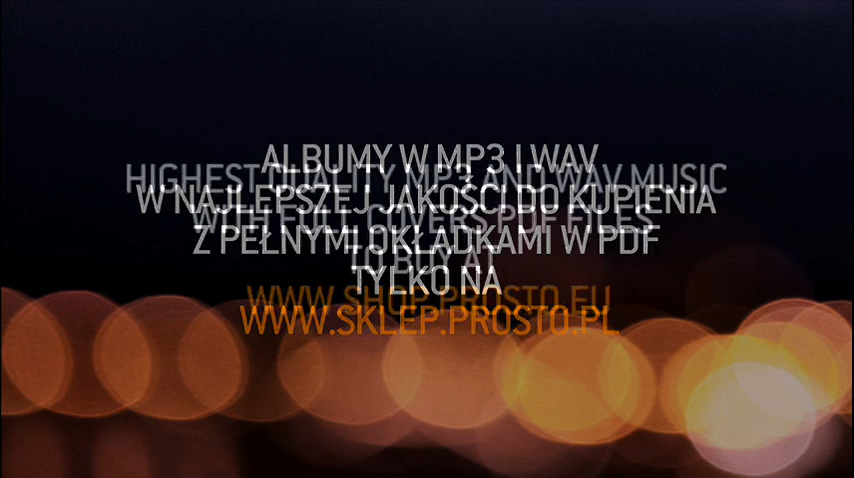 ALBUMY W MP3 I WAV
HIGHEST QUALITY MP3 AND WAV MUSIC
W NAJLEPSZEJ JAKOŚCI DO KUPIENIA
WITH FULL COVERS PDF FILES
Z PEŁNYMI OKŁADKAMI W PDF
TO BUY AT
TYLKO NA
WWW.SHOP.PROSTO.EU
WWW.SKLEP.PROSTO.PL